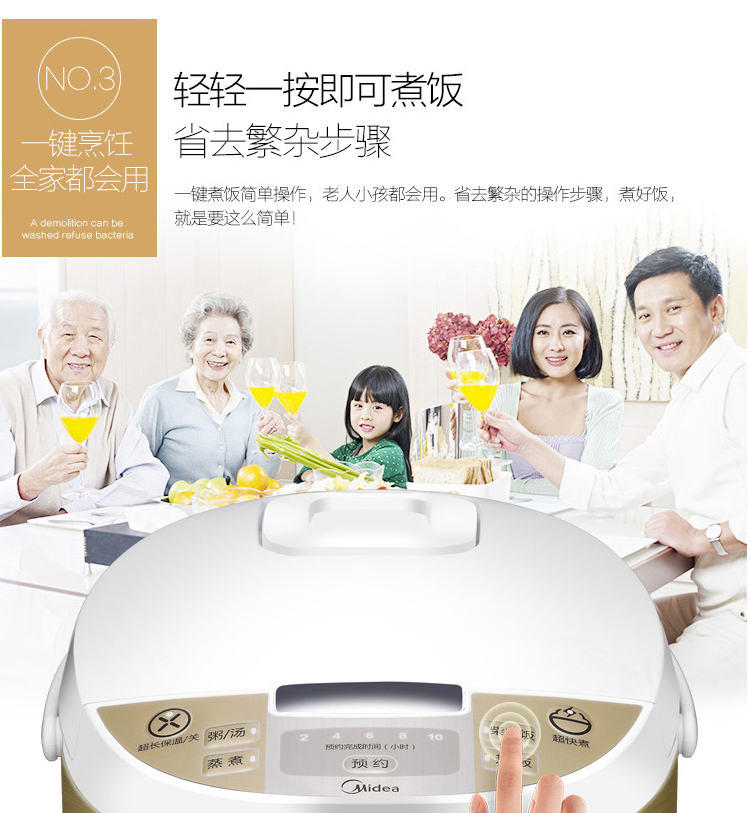 NO.3
一键烹饪
全家都会用
A demolition can be
washed refuse bacteria
轻轻一按即可煮饭
省去繁杂步骤
一键煮饭简单操作，老人小孩都会用。省去繁杂的操作步骤，煮好饭，
就是要这么简单！
超长保温/关
粥/汤
蒸煮
2 4 6 8 10
预约完成时间（小时）
预约
Midea
超快煮